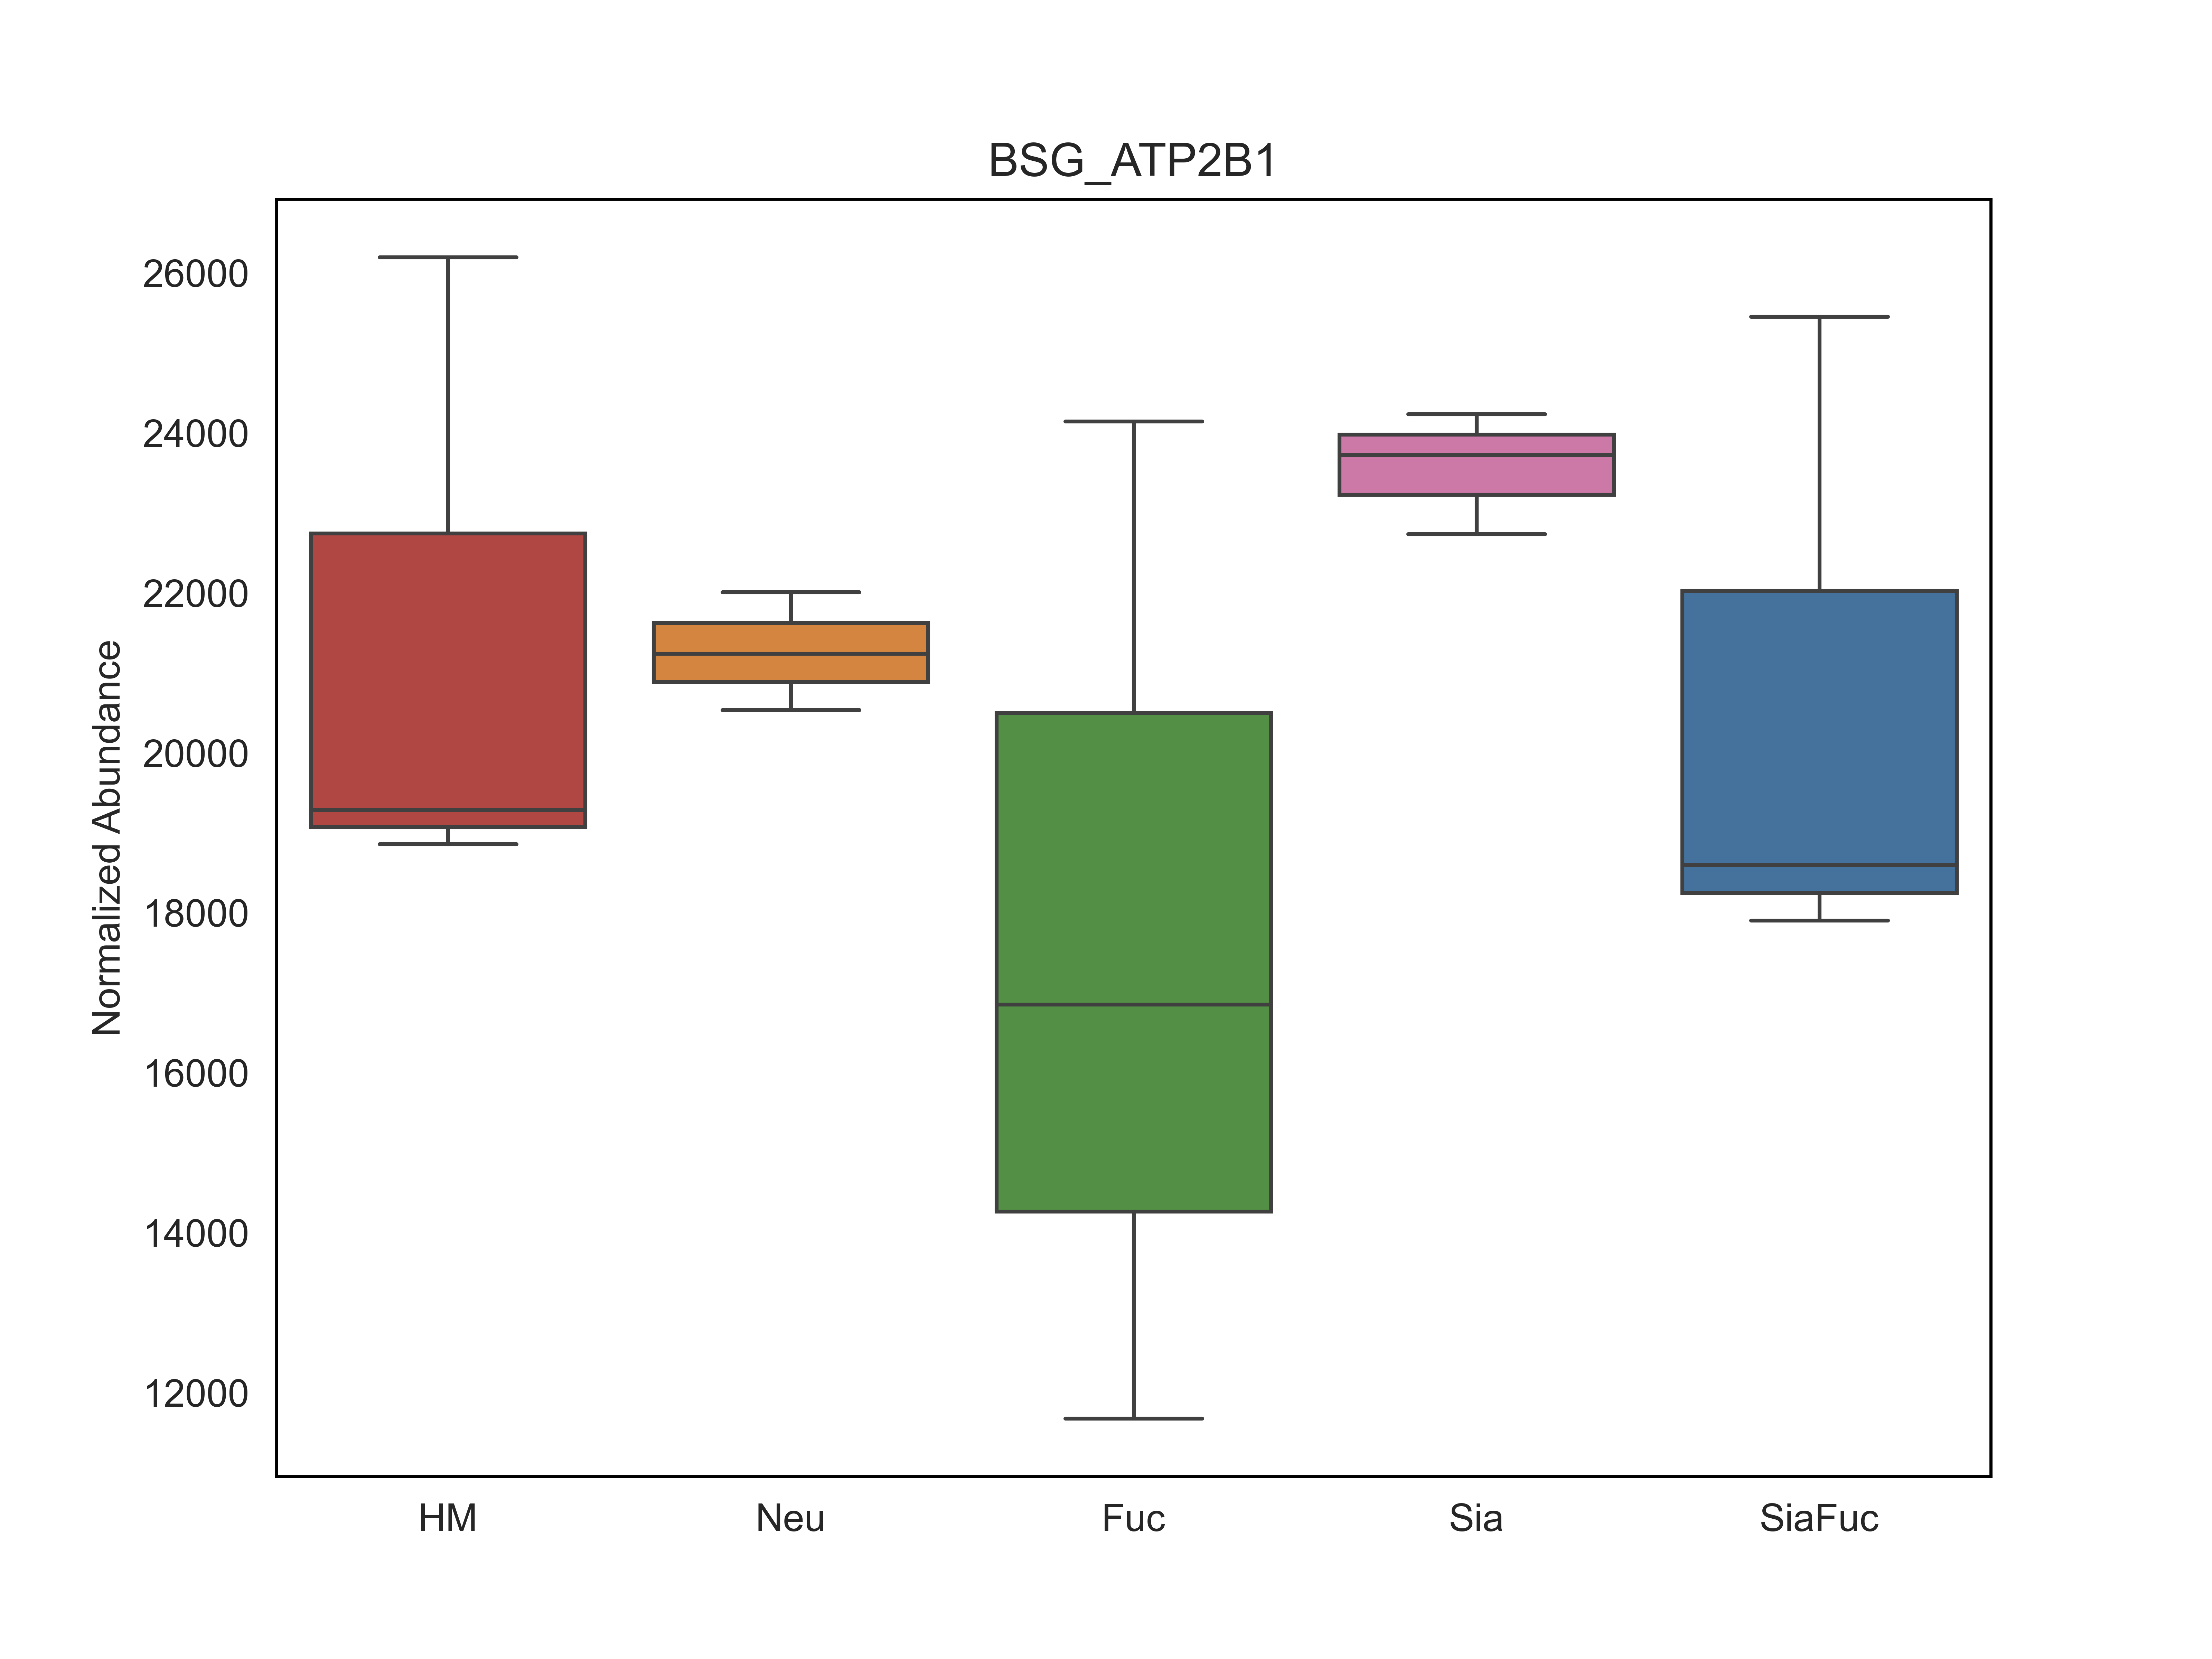 BSG_ATP2B1
Normalized Abundance
26000
24000
22000
20000
18000
16000
14000
12000
HM
Neu
Fuc
Sia
SiaFuc